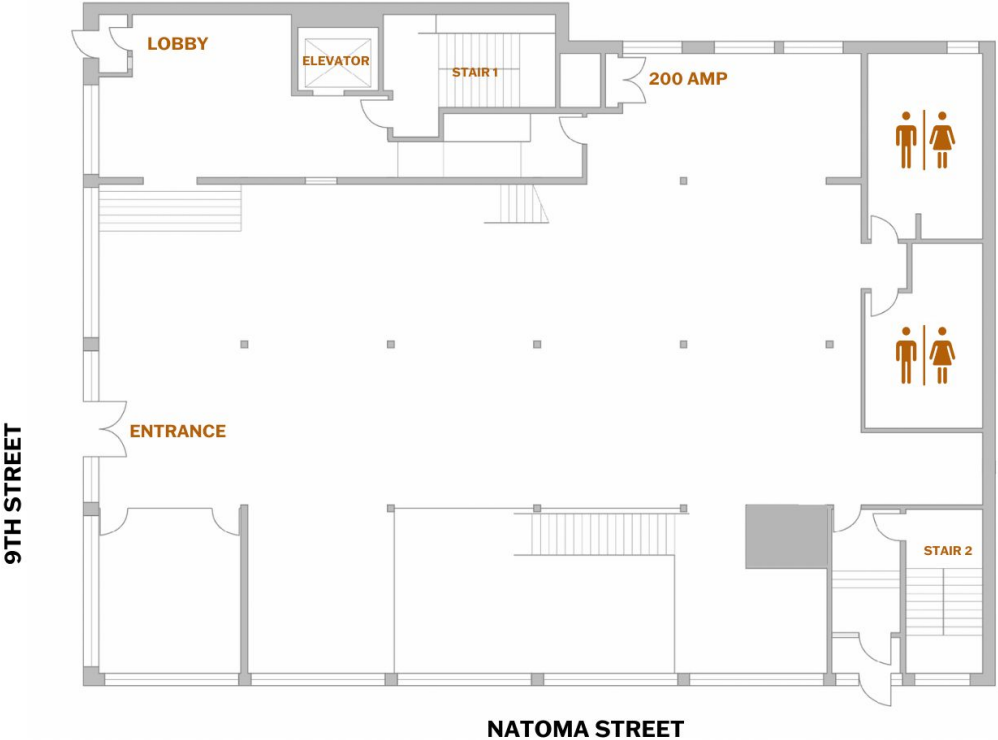 LOBBY
ELEVATOR
STAIR 1
200 AMP
ENTRANCE
9TH STREET
STAIR 2
NATOMA STREET